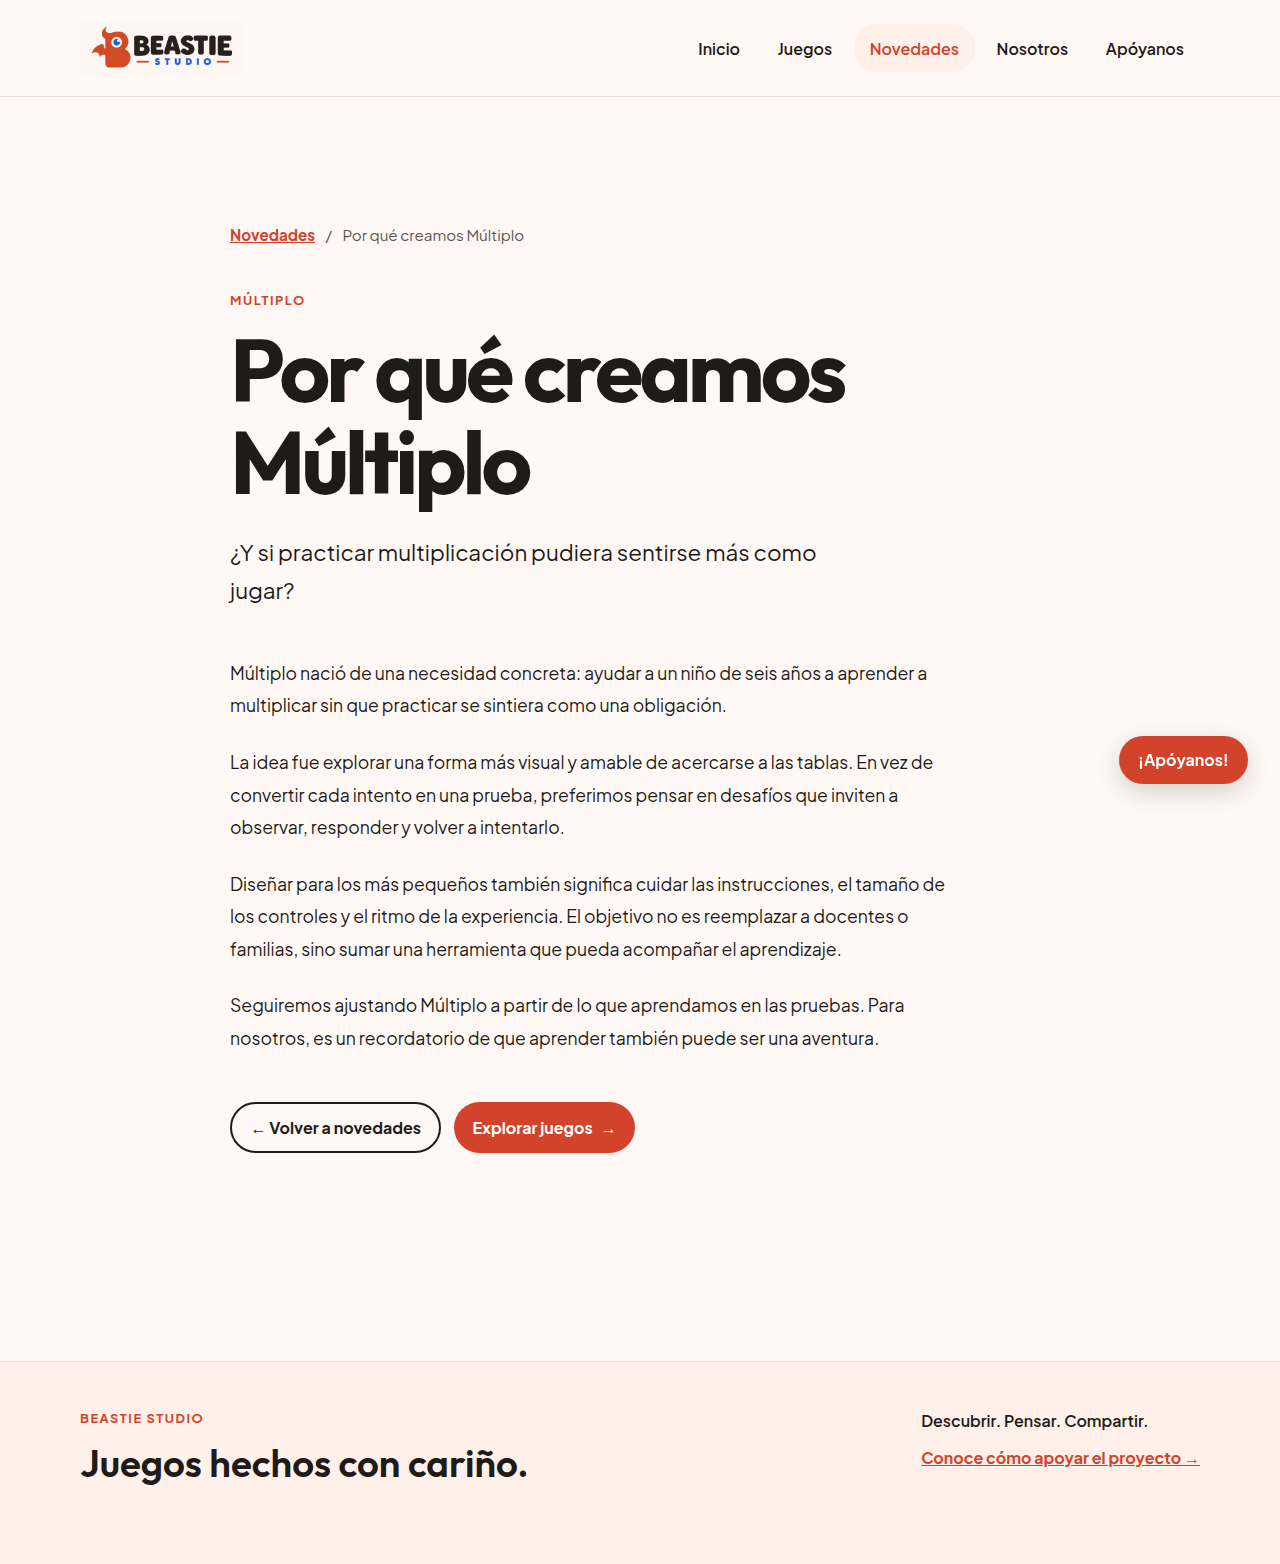 BEASTIE
STUDIO
Inicio Juegos Novedades Nosotros Apóyanos
Novedades / Por qué creamos Múltiplo
MÚLTIPLO
Por qué creamos
Múltiplo
¿Y si practicar multiplicación pudiera sentirse más como
jugar?
Múltiplo nació de una necesidad concreta: ayudar a un niño de seis años a aprender a
multiplicar sin que practicar se sintiera como una obligación.
La idea fue explorar una forma más visual y amable de acercarse a las tablas. En vez de
convertir cada intento en una prueba, preferimos pensar en desafíos que inviten a
observar, responder y volver a intentarlo.
¡Apóyanos!
Diseñar para los más pequeños también significa cuidar las instrucciones, el tamaño de
los controles y el ritmo de la experiencia. El objetivo no es reemplazar a docentes o
familias, sino sumar una herramienta que pueda acompañar el aprendizaje.
Seguiremos ajustando Múltiplo a partir de lo que aprendamos en las pruebas. Para
nosotros, es un recordatorio de que aprender también puede ser una aventura.
← Volver a novedades Explorar juegos →
BEASTIE STUDIO
Juegos hechos con cariño.
Descubrir. Pensar. Compartir.
Conoce cómo apoyar el proyecto →